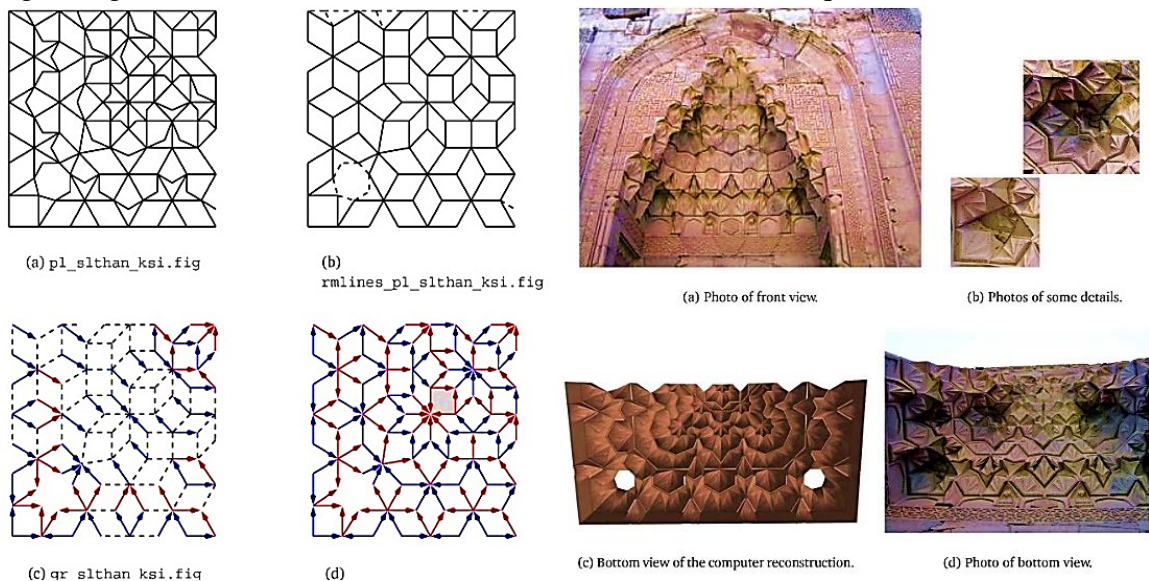 (a) pl_slthan_ksi.fig
(b)
rmlines_pl_slthan_ksi.fig
(a) Photo of front view.
(b) Photos of some details.
(c) gr_slthan_ksi.fig
(d)
(c) Bottom view of the computer reconstruction.
(d) Photo of bottom view.